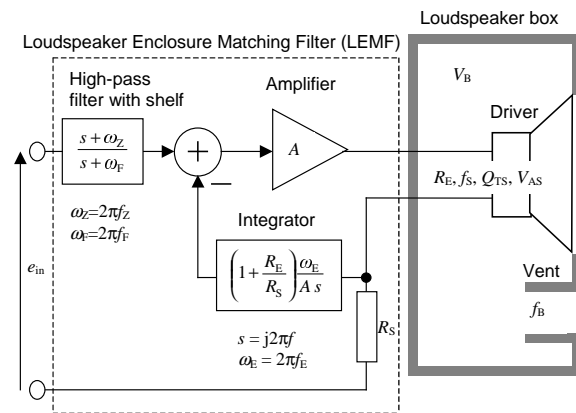 Loudspeaker box
Loudspeaker Enclosure Matching Filter (LEMF)
High-pass
filter with shelf
Amplifier
V_B
Driver
s + ω_Z
s + ω_F
+
A
R_E, f_S, Q_TS, V_AS
−
ω_Z=2πf_Z
ω_F=2πf_F
Integrator
e_in
(1 + R_E/R_S) ω_E/(A s)
Vent
f_B
R_S
s = j2πf
ω_E = 2πf_E